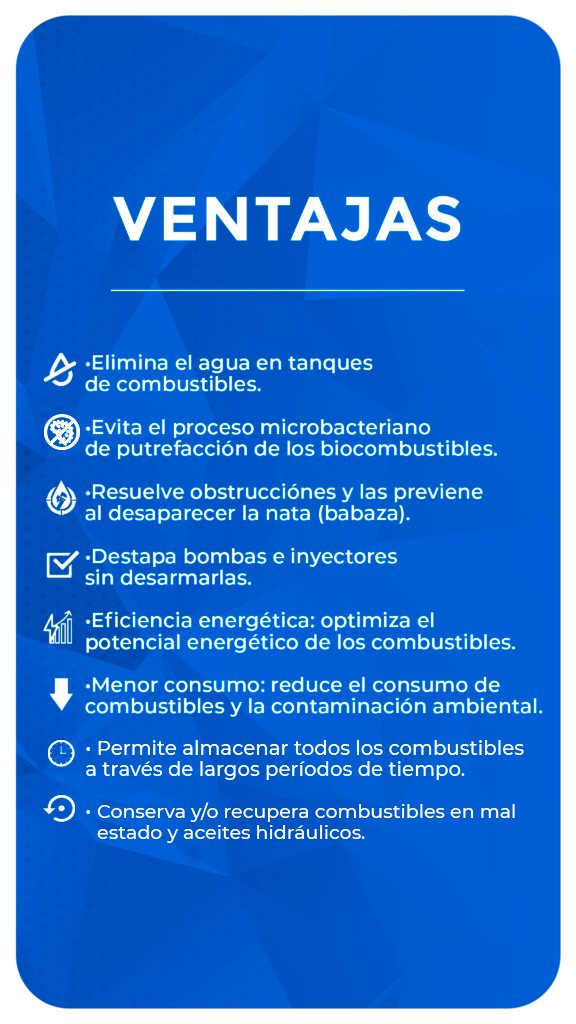 VENTAJAS
•Elimina el agua en tanques
de combustibles.
•Evita el proceso microbacteriano
de putrefacción de los biocombustibles.
•Resuelve obstrucciónes y las previene
al desaparecer la nata (babaza).
•Destapa bombas e inyectores
sin desarmarlas.
•Eficiencia energética: optimiza el
potencial energético de los combustibles.
•Menor consumo: reduce el consumo de
combustibles y la contaminación ambiental.
• Permite almacenar todos los combustibles
a través de largos períodos de tiempo.
• Conserva y/o recupera combustibles en mal
estado y aceites hidráulicos.